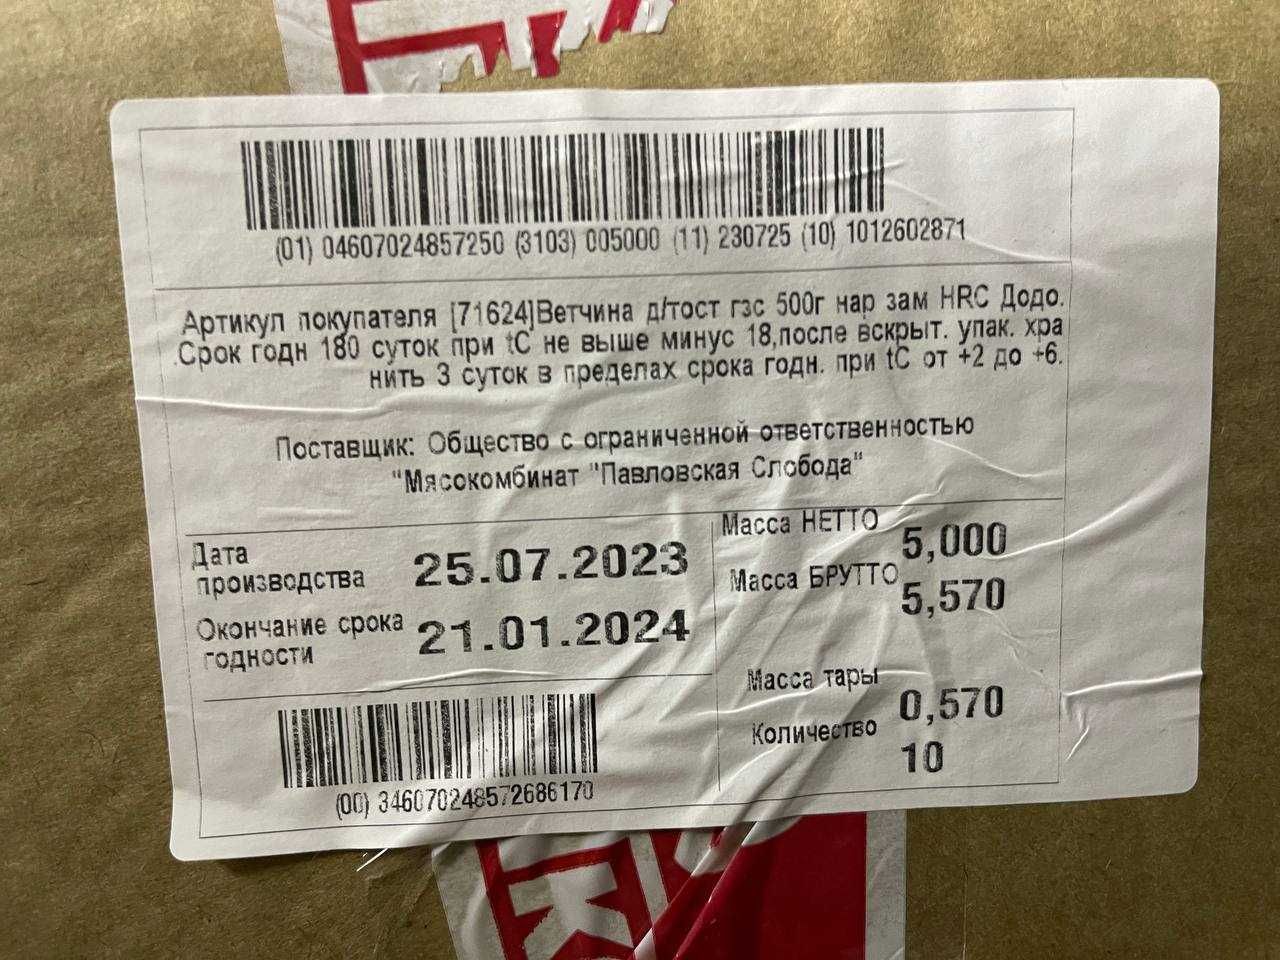 (01) 04607024857250 (3103) 005000 (11) 230725 (10) 1012602871
Артикул покупателя [71624]Ветчина д/тост гзс 500г нар зам HRC Додо.
.Срок годн 180 суток при tC не выше минус 18,после вскрыт. упак. хра
нить 3 суток в пределах срока годн. при tC от +2 до +6.
Поставщик: Общество с ограниченной ответственностью
"Мясокомбинат "Павловская Слобода"
Дата
производства 25.07.2023
Окончание срока
годности 21.01.2024
Масса НЕТТО 5,000
Масса БРУТТО 5,570
Масса тары 0,570
Количество 10
(00) 346070248572686170